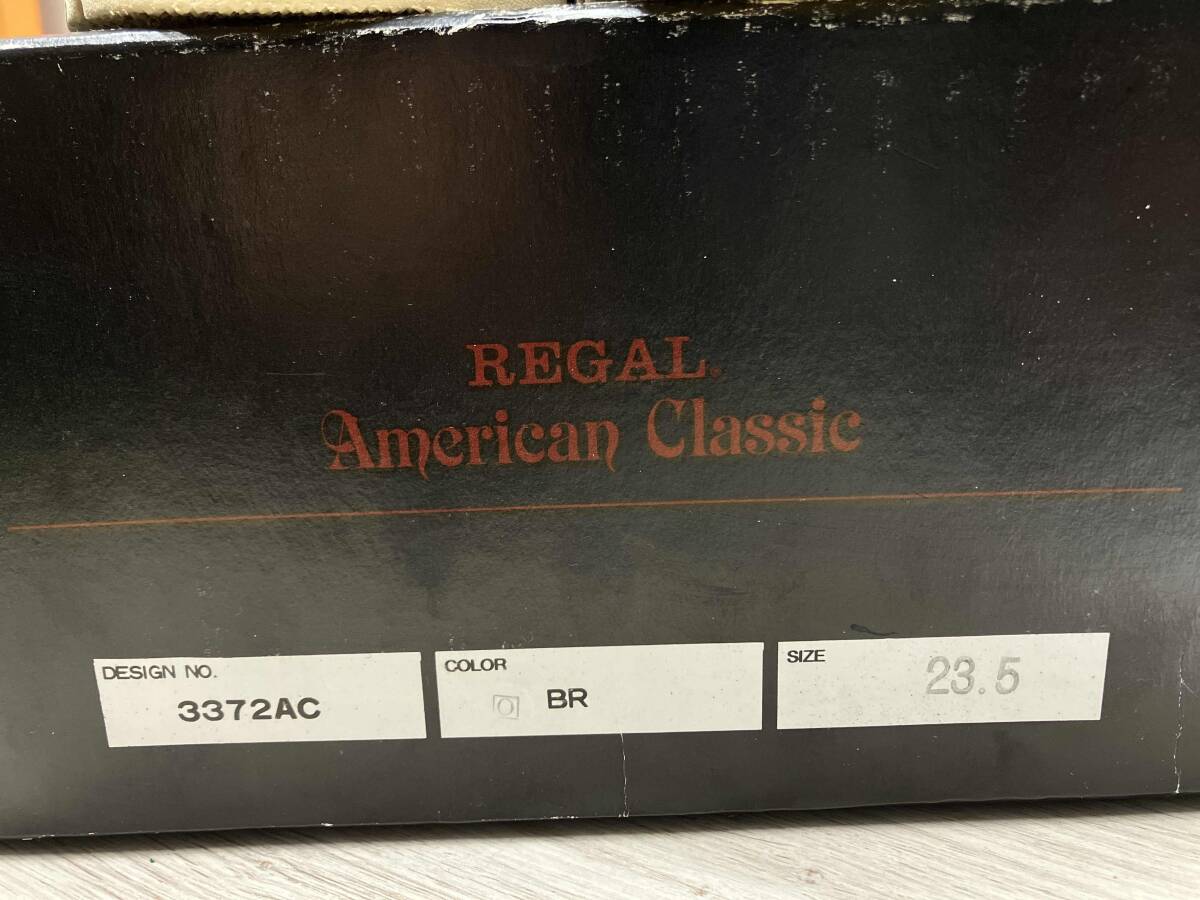 REGAL®
American Classic
DESIGN NO.
3372AC
COLOR
O BR
SIZE
23.5